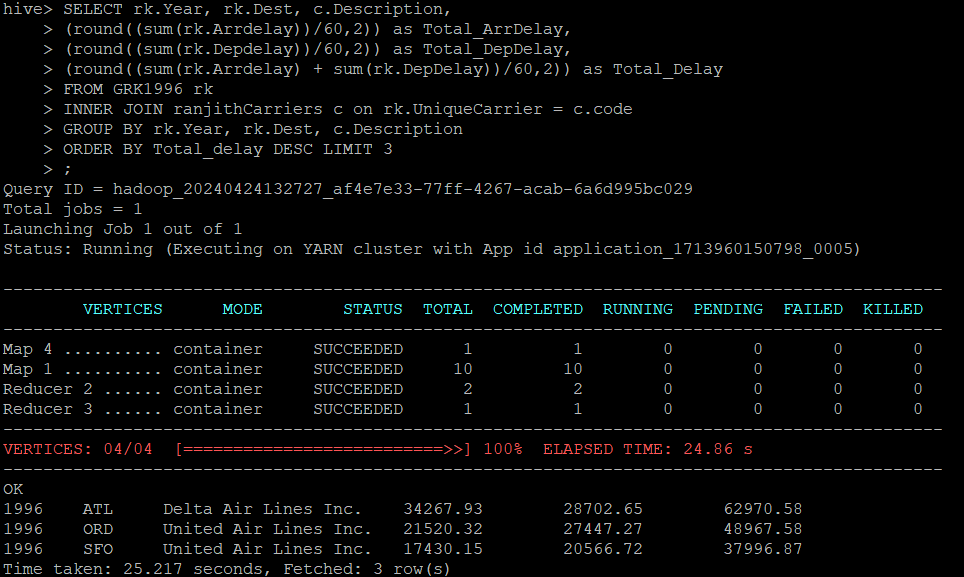 hive> SELECT rk.Year, rk.Dest, c.Description,
    > (round((sum(rk.Arrdelay))/60,2)) as Total_ArrDelay,
    > (round((sum(rk.Depdelay))/60,2)) as Total_DepDelay,
    > (round((sum(rk.Arrdelay) + sum(rk.DepDelay))/60,2)) as Total_Delay
    > FROM GRK1996 rk
    > INNER JOIN ranjithCarriers c on rk.UniqueCarrier = c.code
    > GROUP BY rk.Year, rk.Dest, c.Description
    > ORDER BY Total_delay DESC LIMIT 3
    > ;
Query ID = hadoop_20240424132727_af4e7e33-77ff-4267-acab-6a6d995bc029
Total jobs = 1
Launching Job 1 out of 1
Status: Running (Executing on YARN cluster with App id application_1713960150798_0005)

----------------------------------------------------------------------------------------------
        VERTICES      MODE        STATUS  TOTAL  COMPLETED  RUNNING  PENDING  FAILED  KILLED
----------------------------------------------------------------------------------------------
Map 4 .......... container     SUCCEEDED      1          1        0        0       0       0
Map 1 .......... container     SUCCEEDED     10         10        0        0       0       0
Reducer 2 ...... container     SUCCEEDED      2          2        0        0       0       0
Reducer 3 ...... container     SUCCEEDED      1          1        0        0       0       0
----------------------------------------------------------------------------------------------
VERTICES: 04/04  [==========================>>] 100%  ELAPSED TIME: 24.86 s
----------------------------------------------------------------------------------------------
OK
1996    ATL     Delta Air Lines Inc.    34267.93        28702.65        62970.58
1996    ORD     United Air Lines Inc.   21520.32        27447.27        48967.58
1996    SFO     United Air Lines Inc.   17430.15        20566.72        37996.87
Time taken: 25.217 seconds, Fetched: 3 row(s)